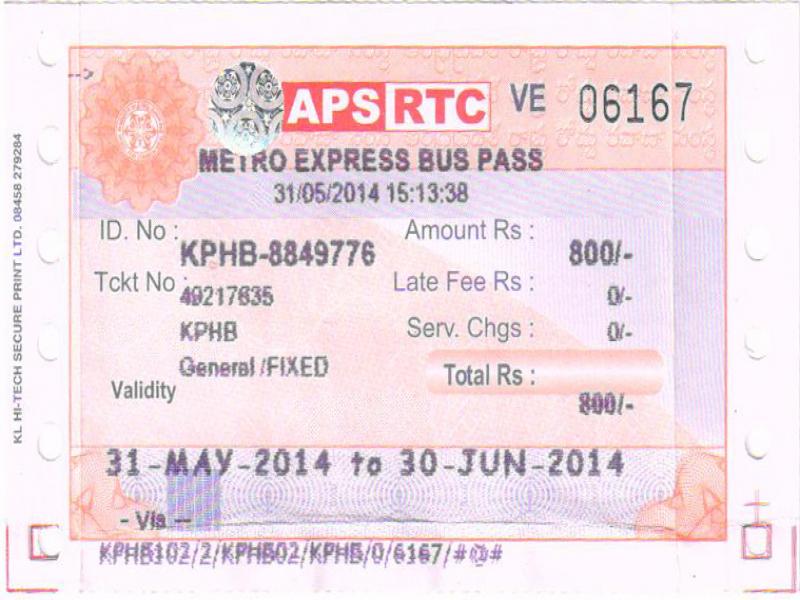 APSRTC VE 06167
METRO EXPRESS BUS PASS
31/05/2014 15:13:38
ID. No : KPHB-8849776 Amount Rs : 800/-
Tckt No : 49217635 Late Fee Rs : 0/-
KPHB Serv. Chgs : 0/-
General /FIXED Total Rs : 800/-
Validity
31-MAY-2014 to 30-JUN-2014
- Via --
KPHB102/2/KPHB02/KPHB/0/6167/#@#
KL HI-TECH SECURE PRINT LTD. 08458 279284